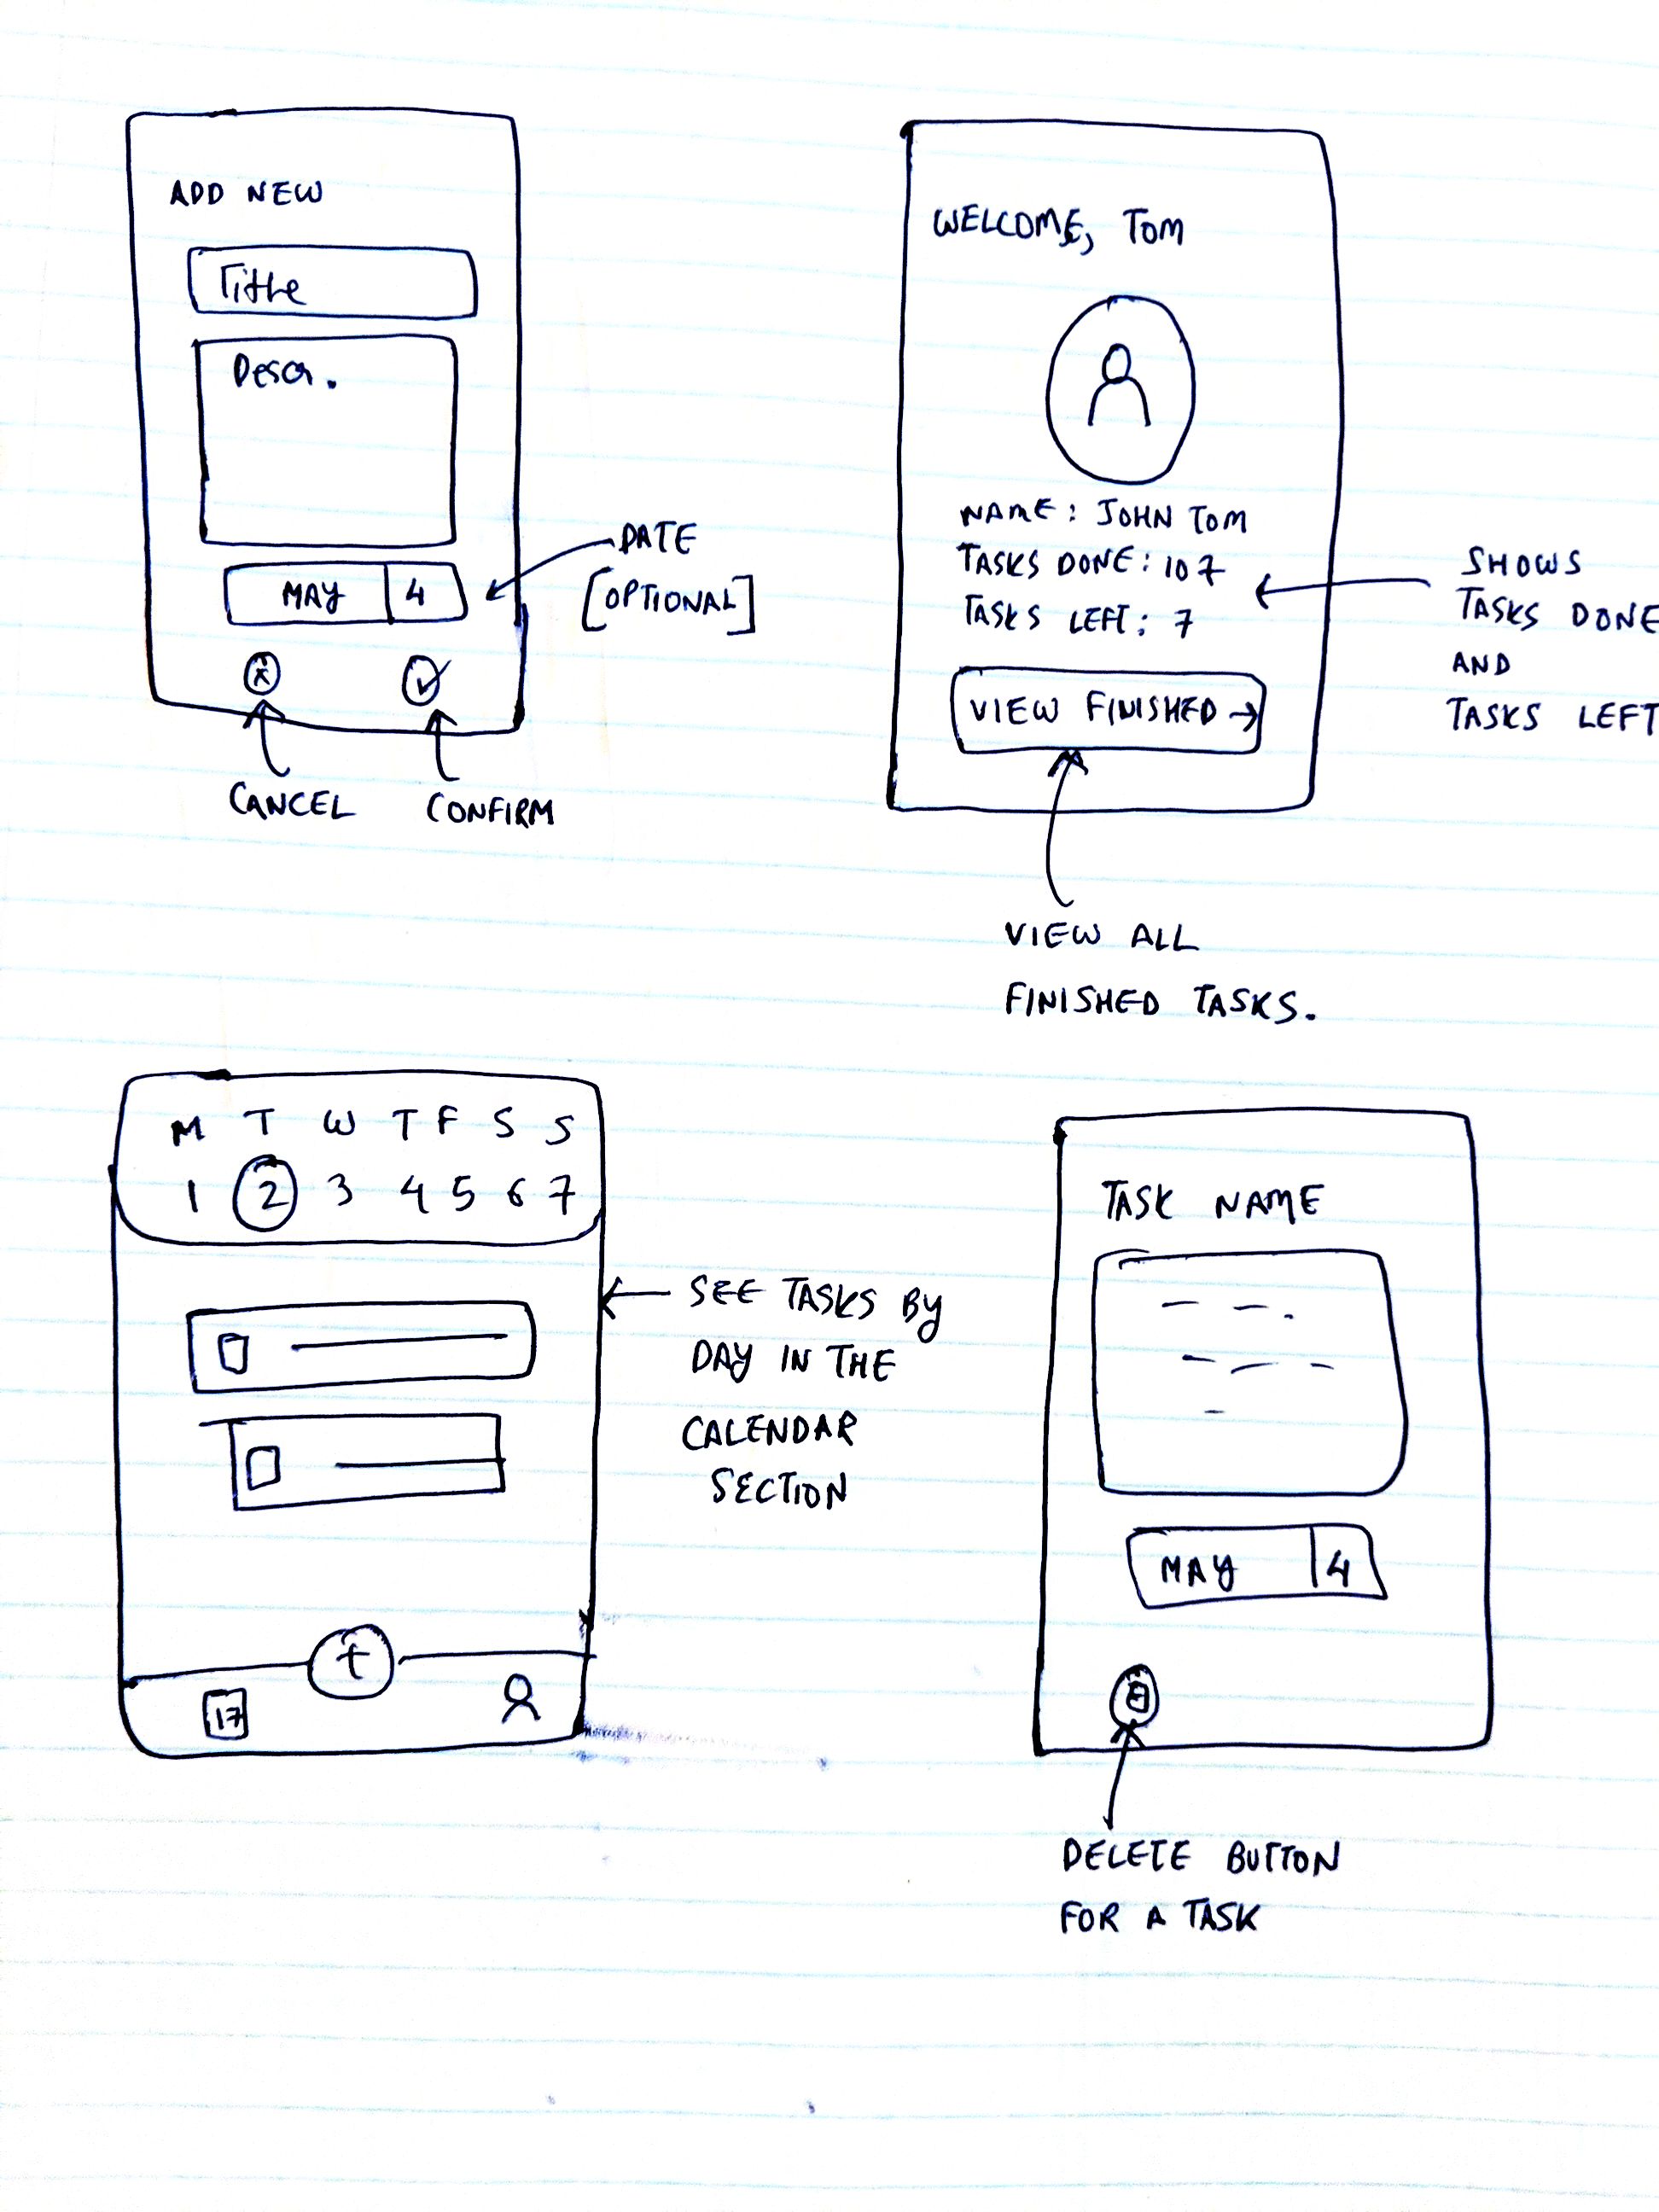 ADD NEW
Title
Descr.
MAY 4
DATE
[OPTIONAL]
CANCEL CONFIRM
WELCOME, TOM
NAME: JOHN TOM
TASKS DONE: 107
TASKS LEFT: 7
VIEW FINISHED →
SHOWS
TASKS DONE
AND
TASKS LEFT
VIEW ALL
FINISHED TASKS.
M T W T F S S
1 2 3 4 5 6 7
+
17
SEE TASKS BY
DAY IN THE
CALENDAR
SECTION
TASK NAME
MAY 4
DELETE BUTTON
FOR A TASK